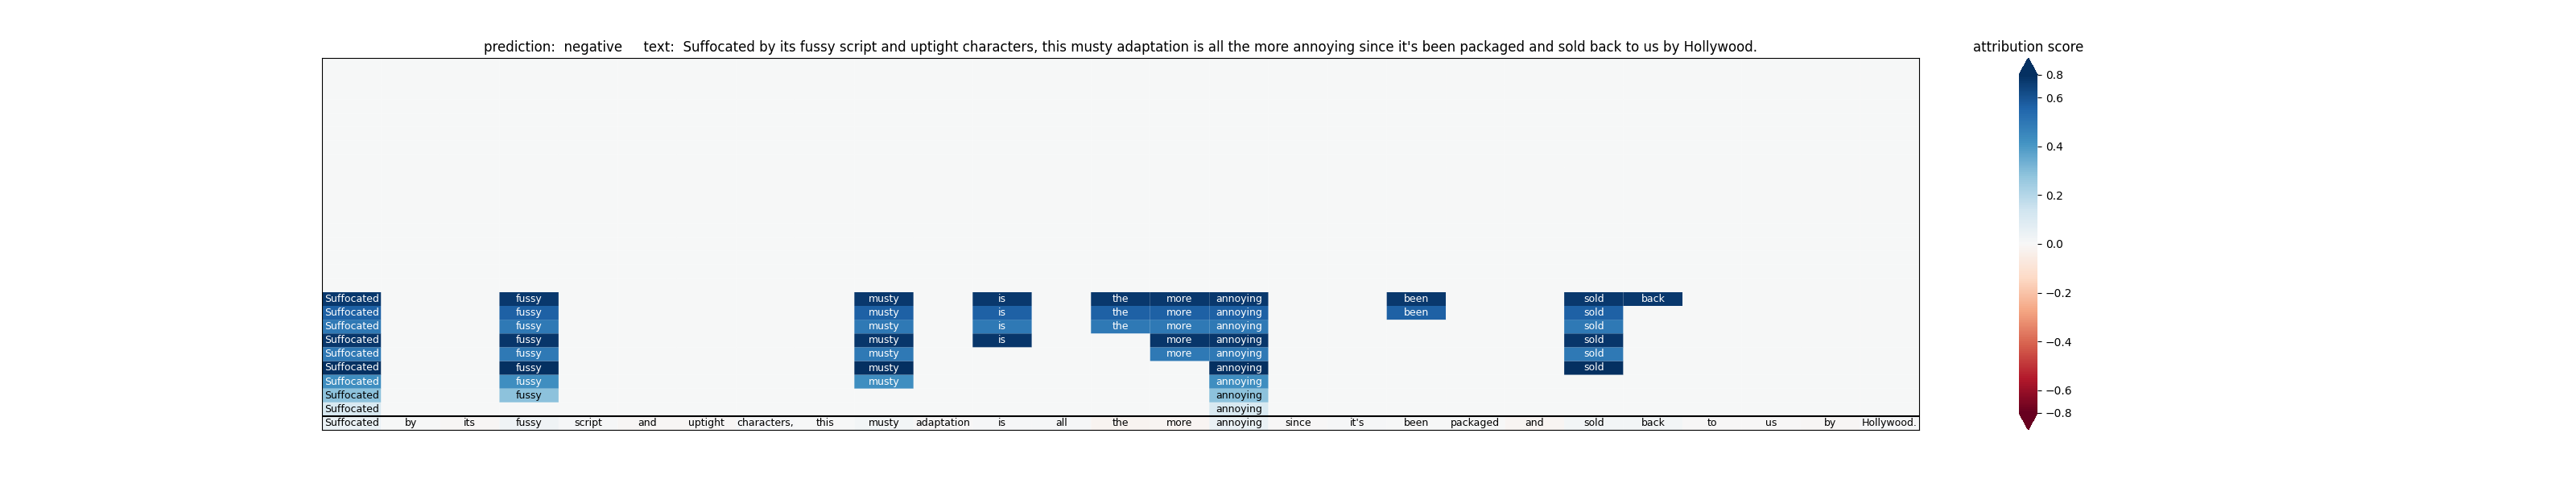 prediction:  negative     text:  Suffocated by its fussy script and uptight characters, this musty adaptation is all the more annoying since it's been packaged and sold back to us by Hollywood.
attribution score
0.8
0.6
0.4
0.2
0.0
−0.2
−0.4
−0.6
−0.8
Suffocated fussy musty is the more annoying been sold back
Suffocated fussy musty is the more annoying been sold
Suffocated fussy musty is the more annoying sold
Suffocated fussy musty is more annoying sold
Suffocated fussy musty more annoying sold
Suffocated fussy musty annoying sold
Suffocated fussy musty annoying
Suffocated fussy annoying
Suffocated annoying
Suffocated by its fussy script and uptight characters, this musty adaptation is all the more annoying since it's been packaged and sold back to us by Hollywood.